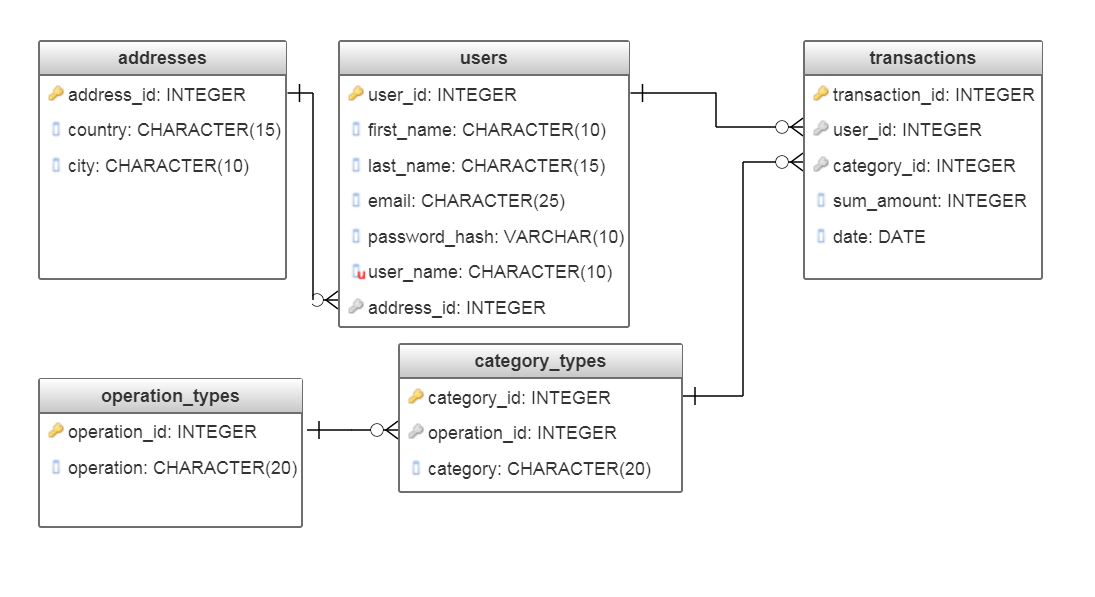 addresses
address_id: INTEGER
country: CHARACTER(15)
city: CHARACTER(10)
users
user_id: INTEGER
first_name: CHARACTER(10)
last_name: CHARACTER(15)
email: CHARACTER(25)
password_hash: VARCHAR(10)
u user_name: CHARACTER(10)
address_id: INTEGER
transactions
transaction_id: INTEGER
user_id: INTEGER
category_id: INTEGER
sum_amount: INTEGER
date: DATE
operation_types
operation_id: INTEGER
operation: CHARACTER(20)
category_types
category_id: INTEGER
operation_id: INTEGER
category: CHARACTER(20)